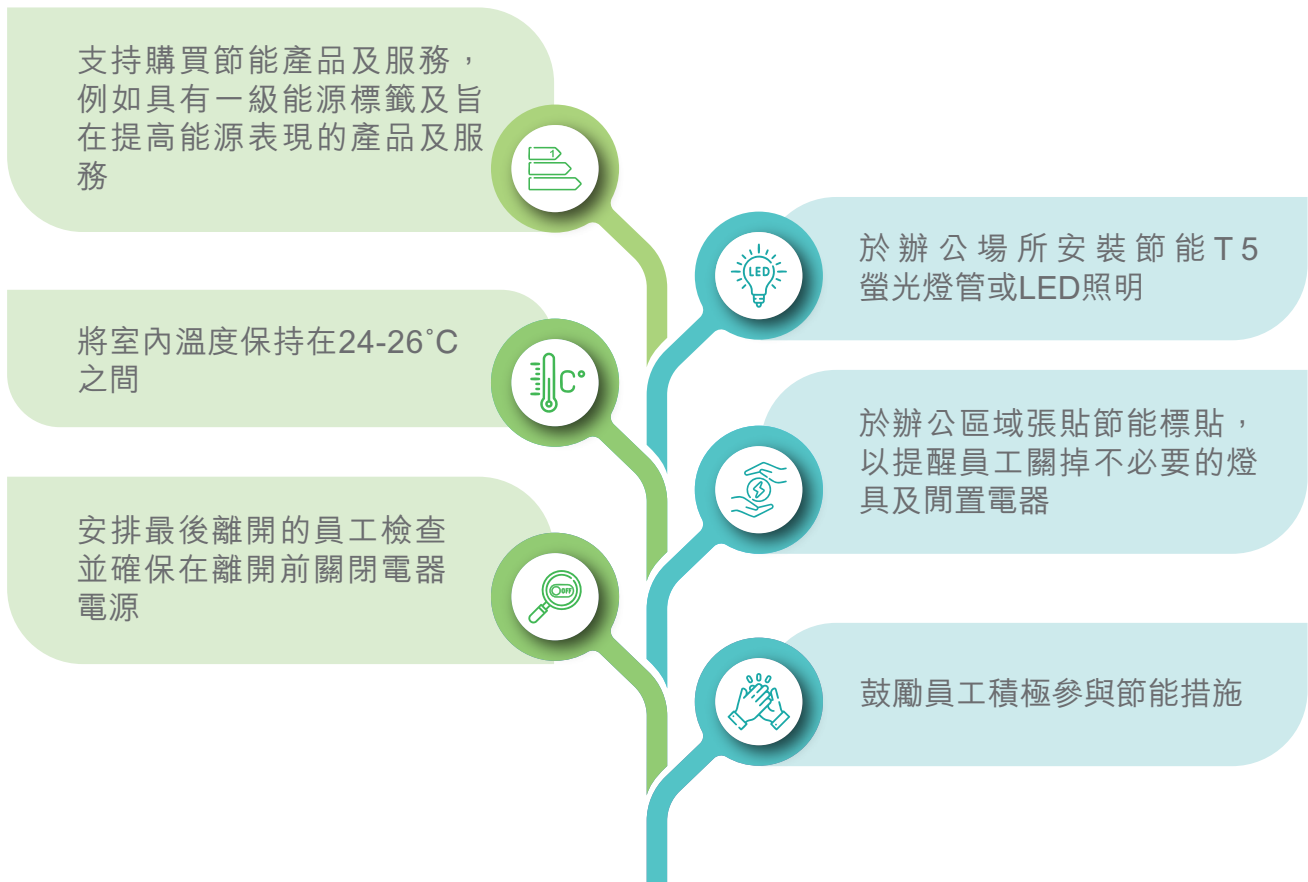 支持購買節能產品及服務，
例如具有一級能源標籤及旨
在提高能源表現的產品及服
務
1
LED
於辦公場所安裝節能T5
螢光燈管或LED照明
將室內溫度保持在24-26°C
之間
C°
於辦公區域張貼節能標貼，
以提醒員工關掉不必要的燈
具及閒置電器
安排最後離開的員工檢查
並確保在離開前關閉電器
電源
OFF
鼓勵員工積極參與節能措施